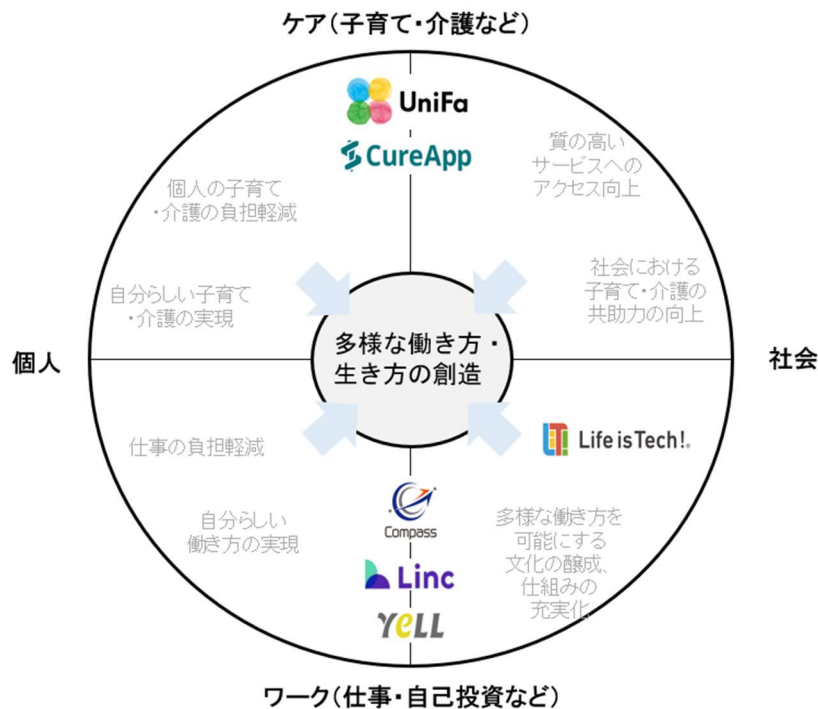 ケア(子育て・介護など)
UniFa
CureApp
質の高い
サービスへの
アクセス向上
個人の子育て
・介護の負担軽減
社会における
子育て・介護の
共助力の向上
自分らしい子育て
・介護の実現
多様な働き方・
生き方の創造
個人
社会
仕事の負担軽減
Life is Tech!
自分らしい
働き方の実現
Compass
多様な働き方を
可能にする
文化の醸成、
仕組みの
充実化
Linc
YeLL
ワーク(仕事・自己投資など)